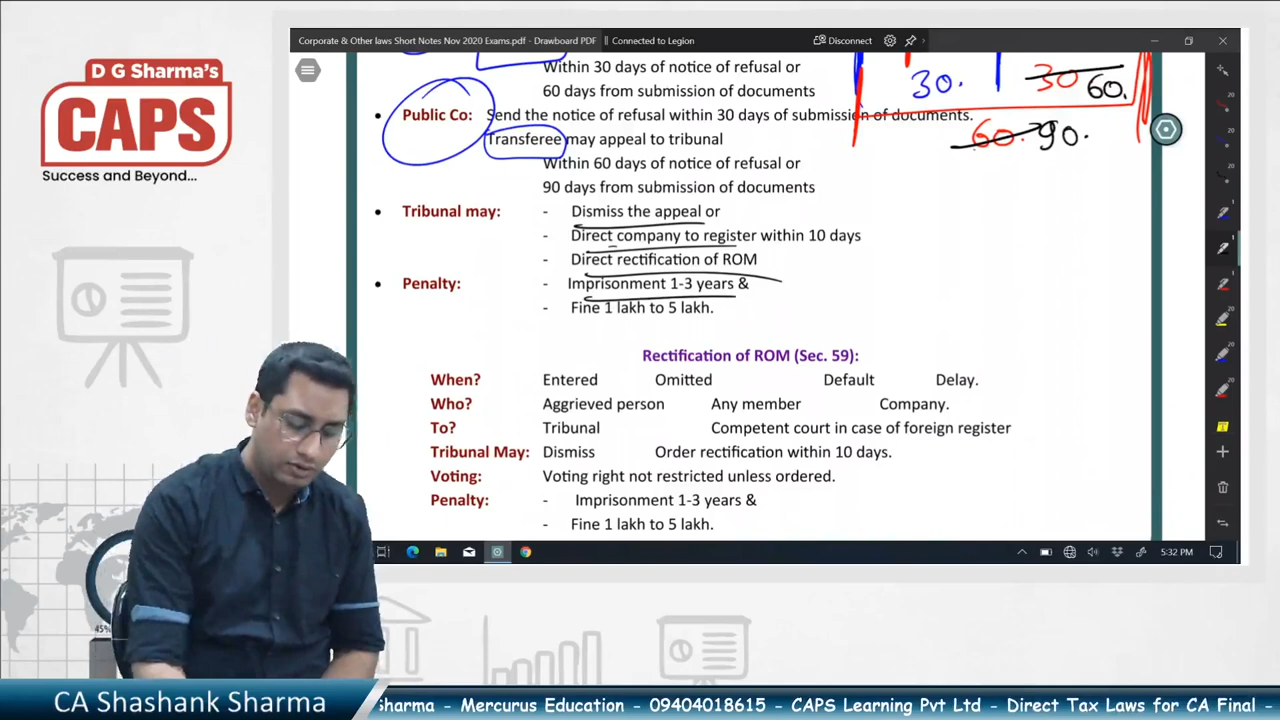 D G Sharma's
CAPS
Success and Beyond...
Corporate & Other laws Short Notes Nov 2020 Exams.pdf - Drawboard PDF
Connected to Legion
Disconnect
Within 30 days of notice of refusal or
60 days from submission of documents
• Public Co: Send the notice of refusal within 30 days of submission of documents.
Transferee may appeal to tribunal
Within 60 days of notice of refusal or
90 days from submission of documents
30. 30 60.
60. 90.
• Tribunal may: - Dismiss the appeal or
- Direct company to register within 10 days
- Direct rectification of ROM
• Penalty: - Imprisonment 1-3 years &
- Fine 1 lakh to 5 lakh.
Rectification of ROM (Sec. 59):
When? Entered Omitted Default Delay.
Who? Aggrieved person Any member Company.
To? Tribunal Competent court in case of foreign register
Tribunal May: Dismiss Order rectification within 10 days.
Voting: Voting right not restricted unless ordered.
Penalty: - Imprisonment 1-3 years &
- Fine 1 lakh to 5 lakh.
5:32 PM
45%
CA Shashank Sharma
Sharma - Mercurus Education - 09404018615 - CAPS Learning Pvt Ltd - Direct Tax Laws for CA Final -